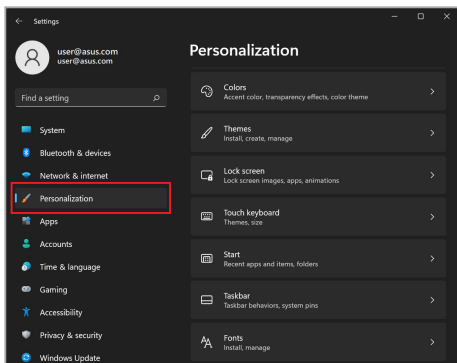 Settings
user@asus.com
user@asus.com
Find a setting
System
Bluetooth & devices
Network & internet
Personalization
Apps
Accounts
Time & language
Gaming
Accessibility
Privacy & security
Windows Update
Personalization
Colors
Accent color, transparency effects, color theme
Themes
Install, create, manage
Lock screen
Lock screen images, apps, animations
Touch keyboard
Themes, size
Start
Recent apps and items, folders
Taskbar
Taskbar behaviors, system pins
Fonts
Install, manage